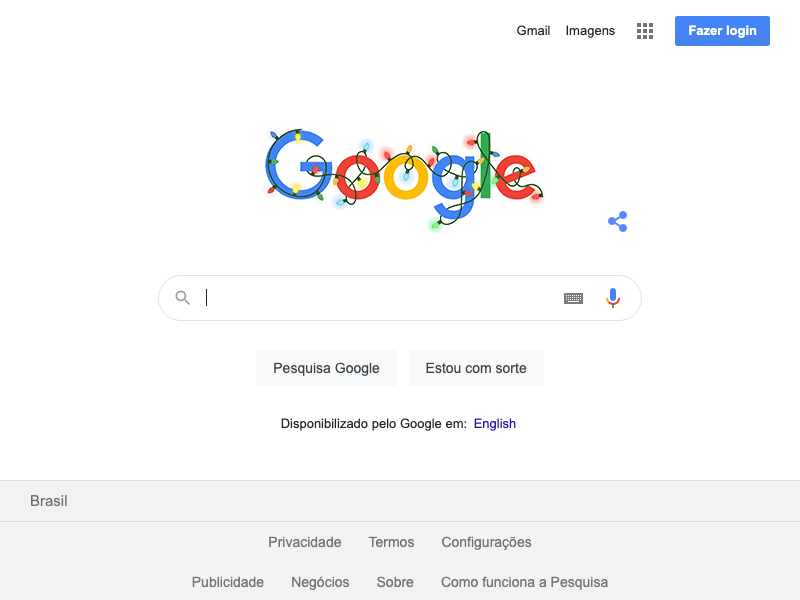 Gmail Imagens Fazer login
Google
Pesquisa Google Estou com sorte
Disponibilizado pelo Google em: English
Brasil
Privacidade Termos Configurações
Publicidade Negócios Sobre Como funciona a Pesquisa